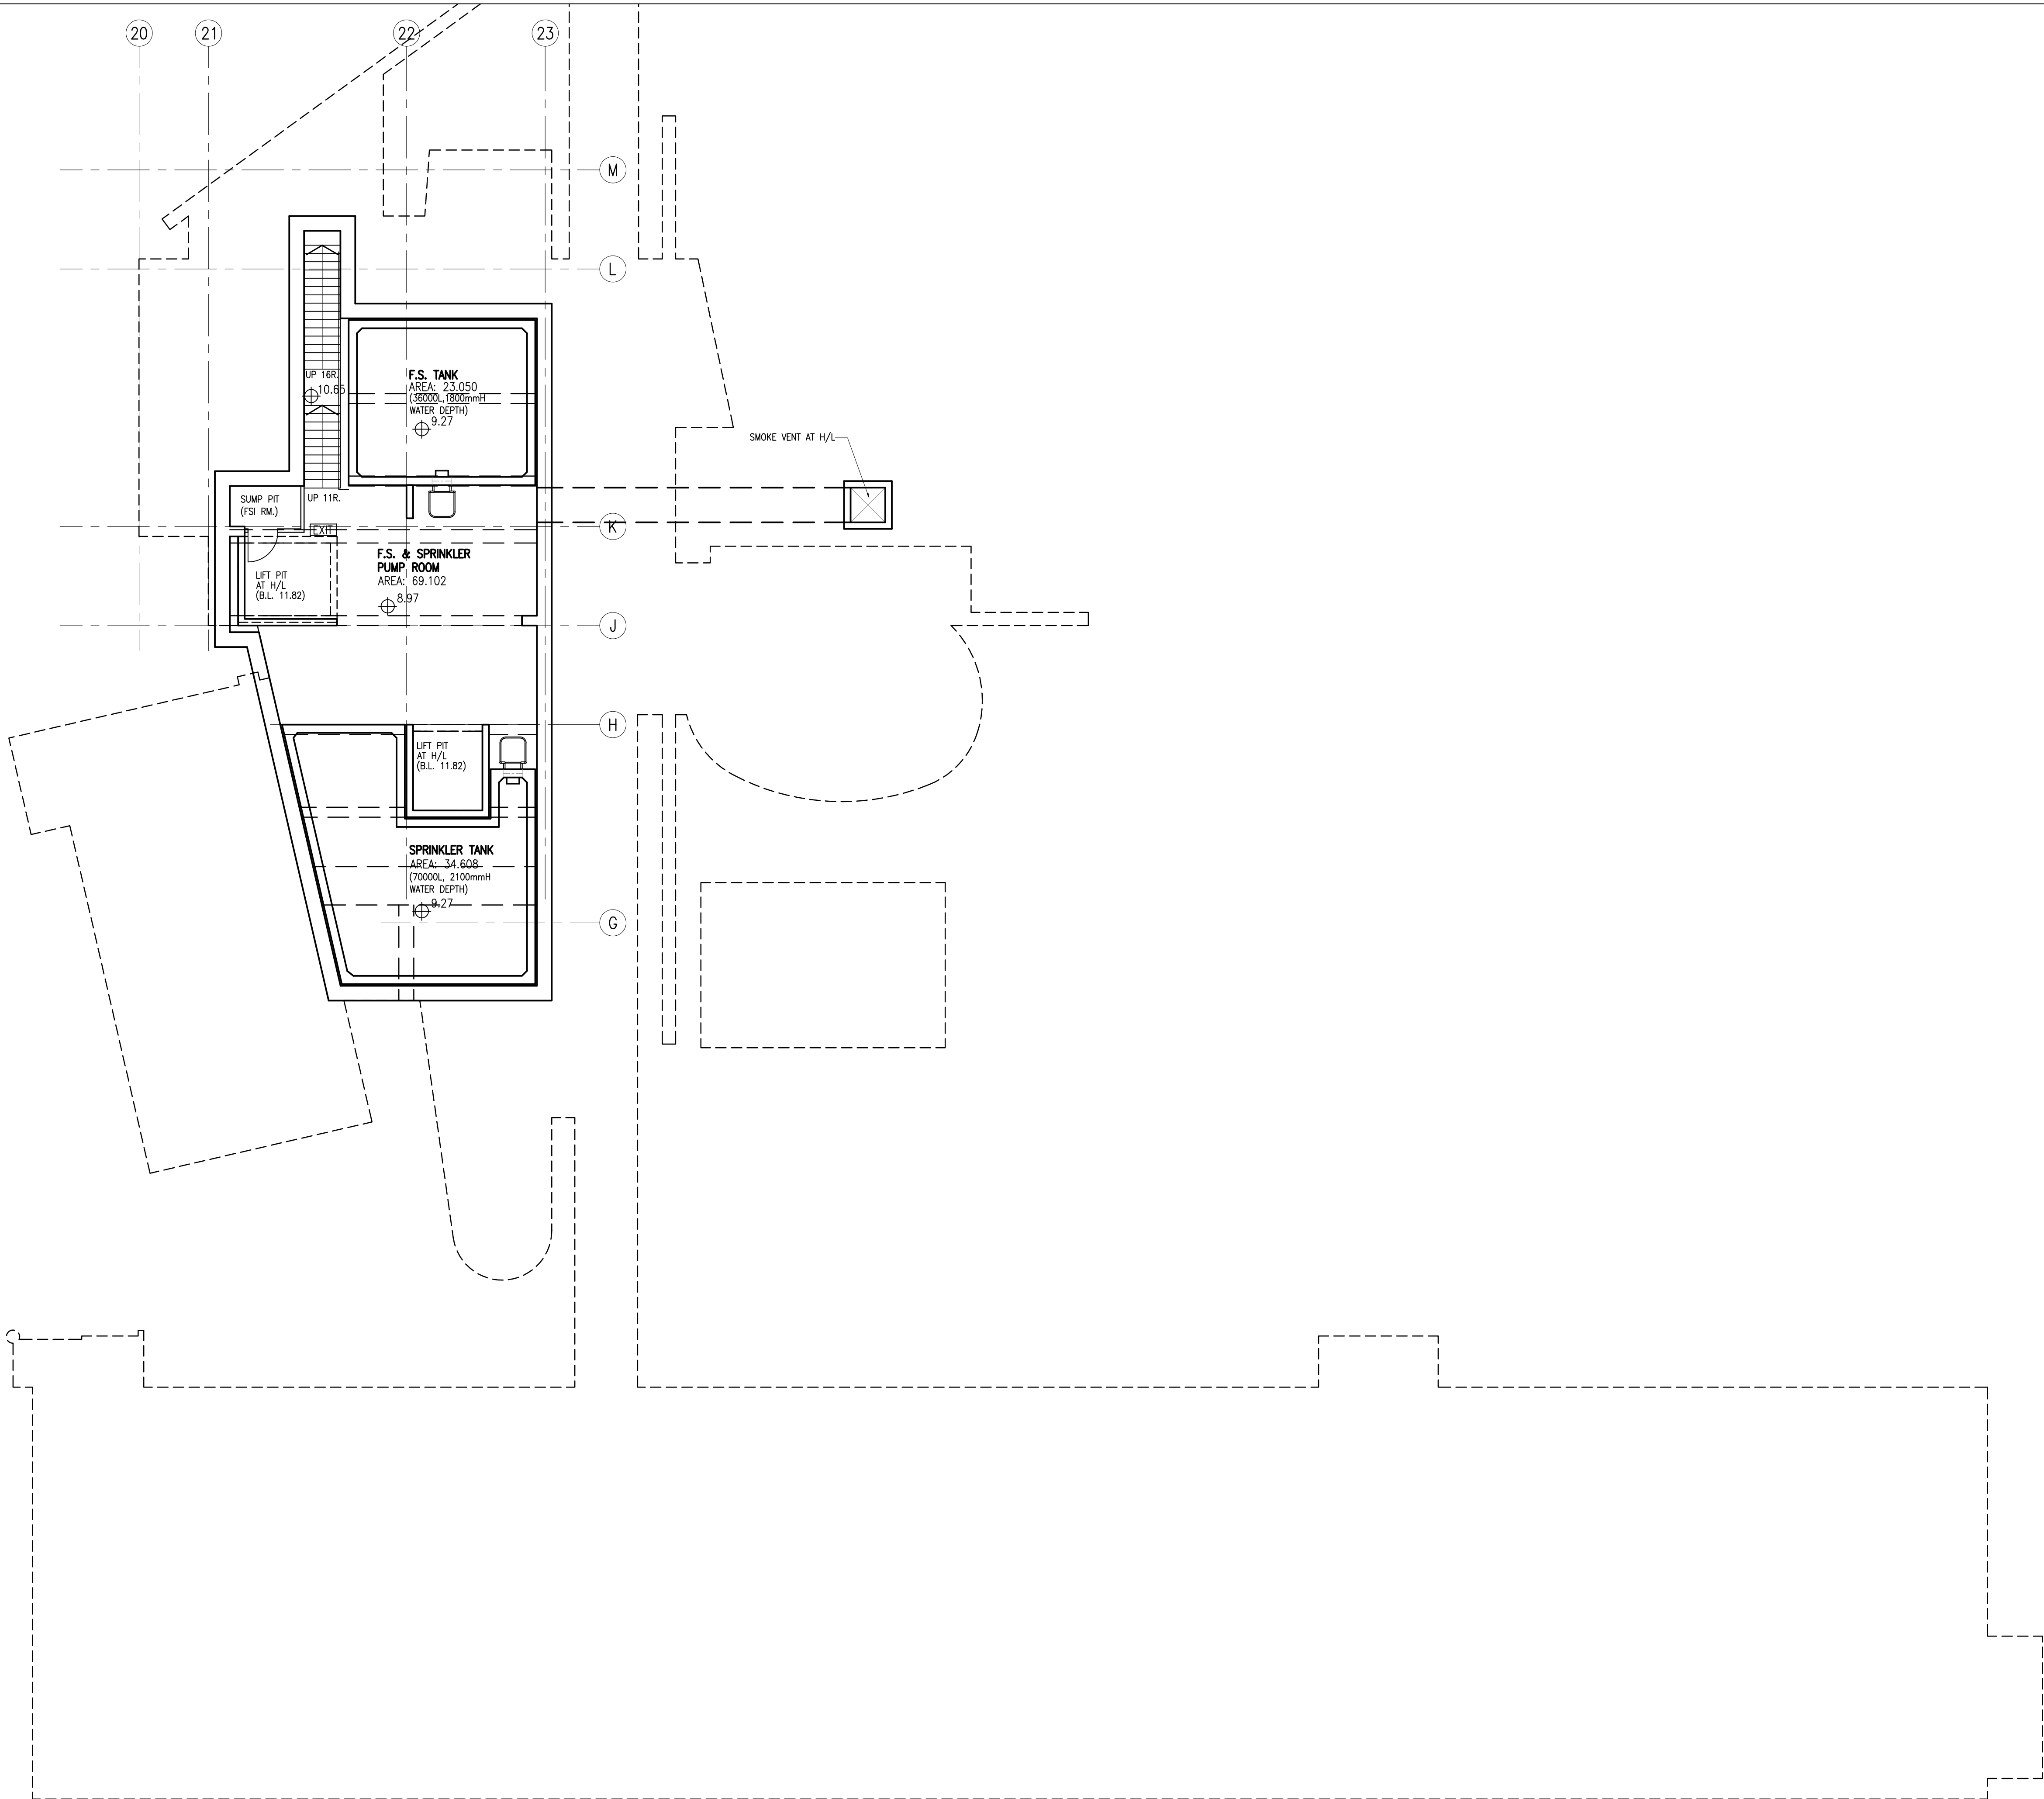 20
21
22
23
M
L
F.S. TANK
AREA: 23.050
(36000L,1800mmH
WATER DEPTH)
9.27
UP 16R.
10.65
SMOKE VENT AT H/L
SUMP PIT
(FSI RM.)
UP 11R.
EXIT
K
F.S. & SPRINKLER
PUMP ROOM
AREA: 69.102
8.97
LIFT PIT
AT H/L
(B.L. 11.82)
J
H
LIFT PIT
AT H/L
(B.L. 11.82)
SPRINKLER TANK
AREA: 34.608
(70000L, 2100mmH
WATER DEPTH)
9.27
G